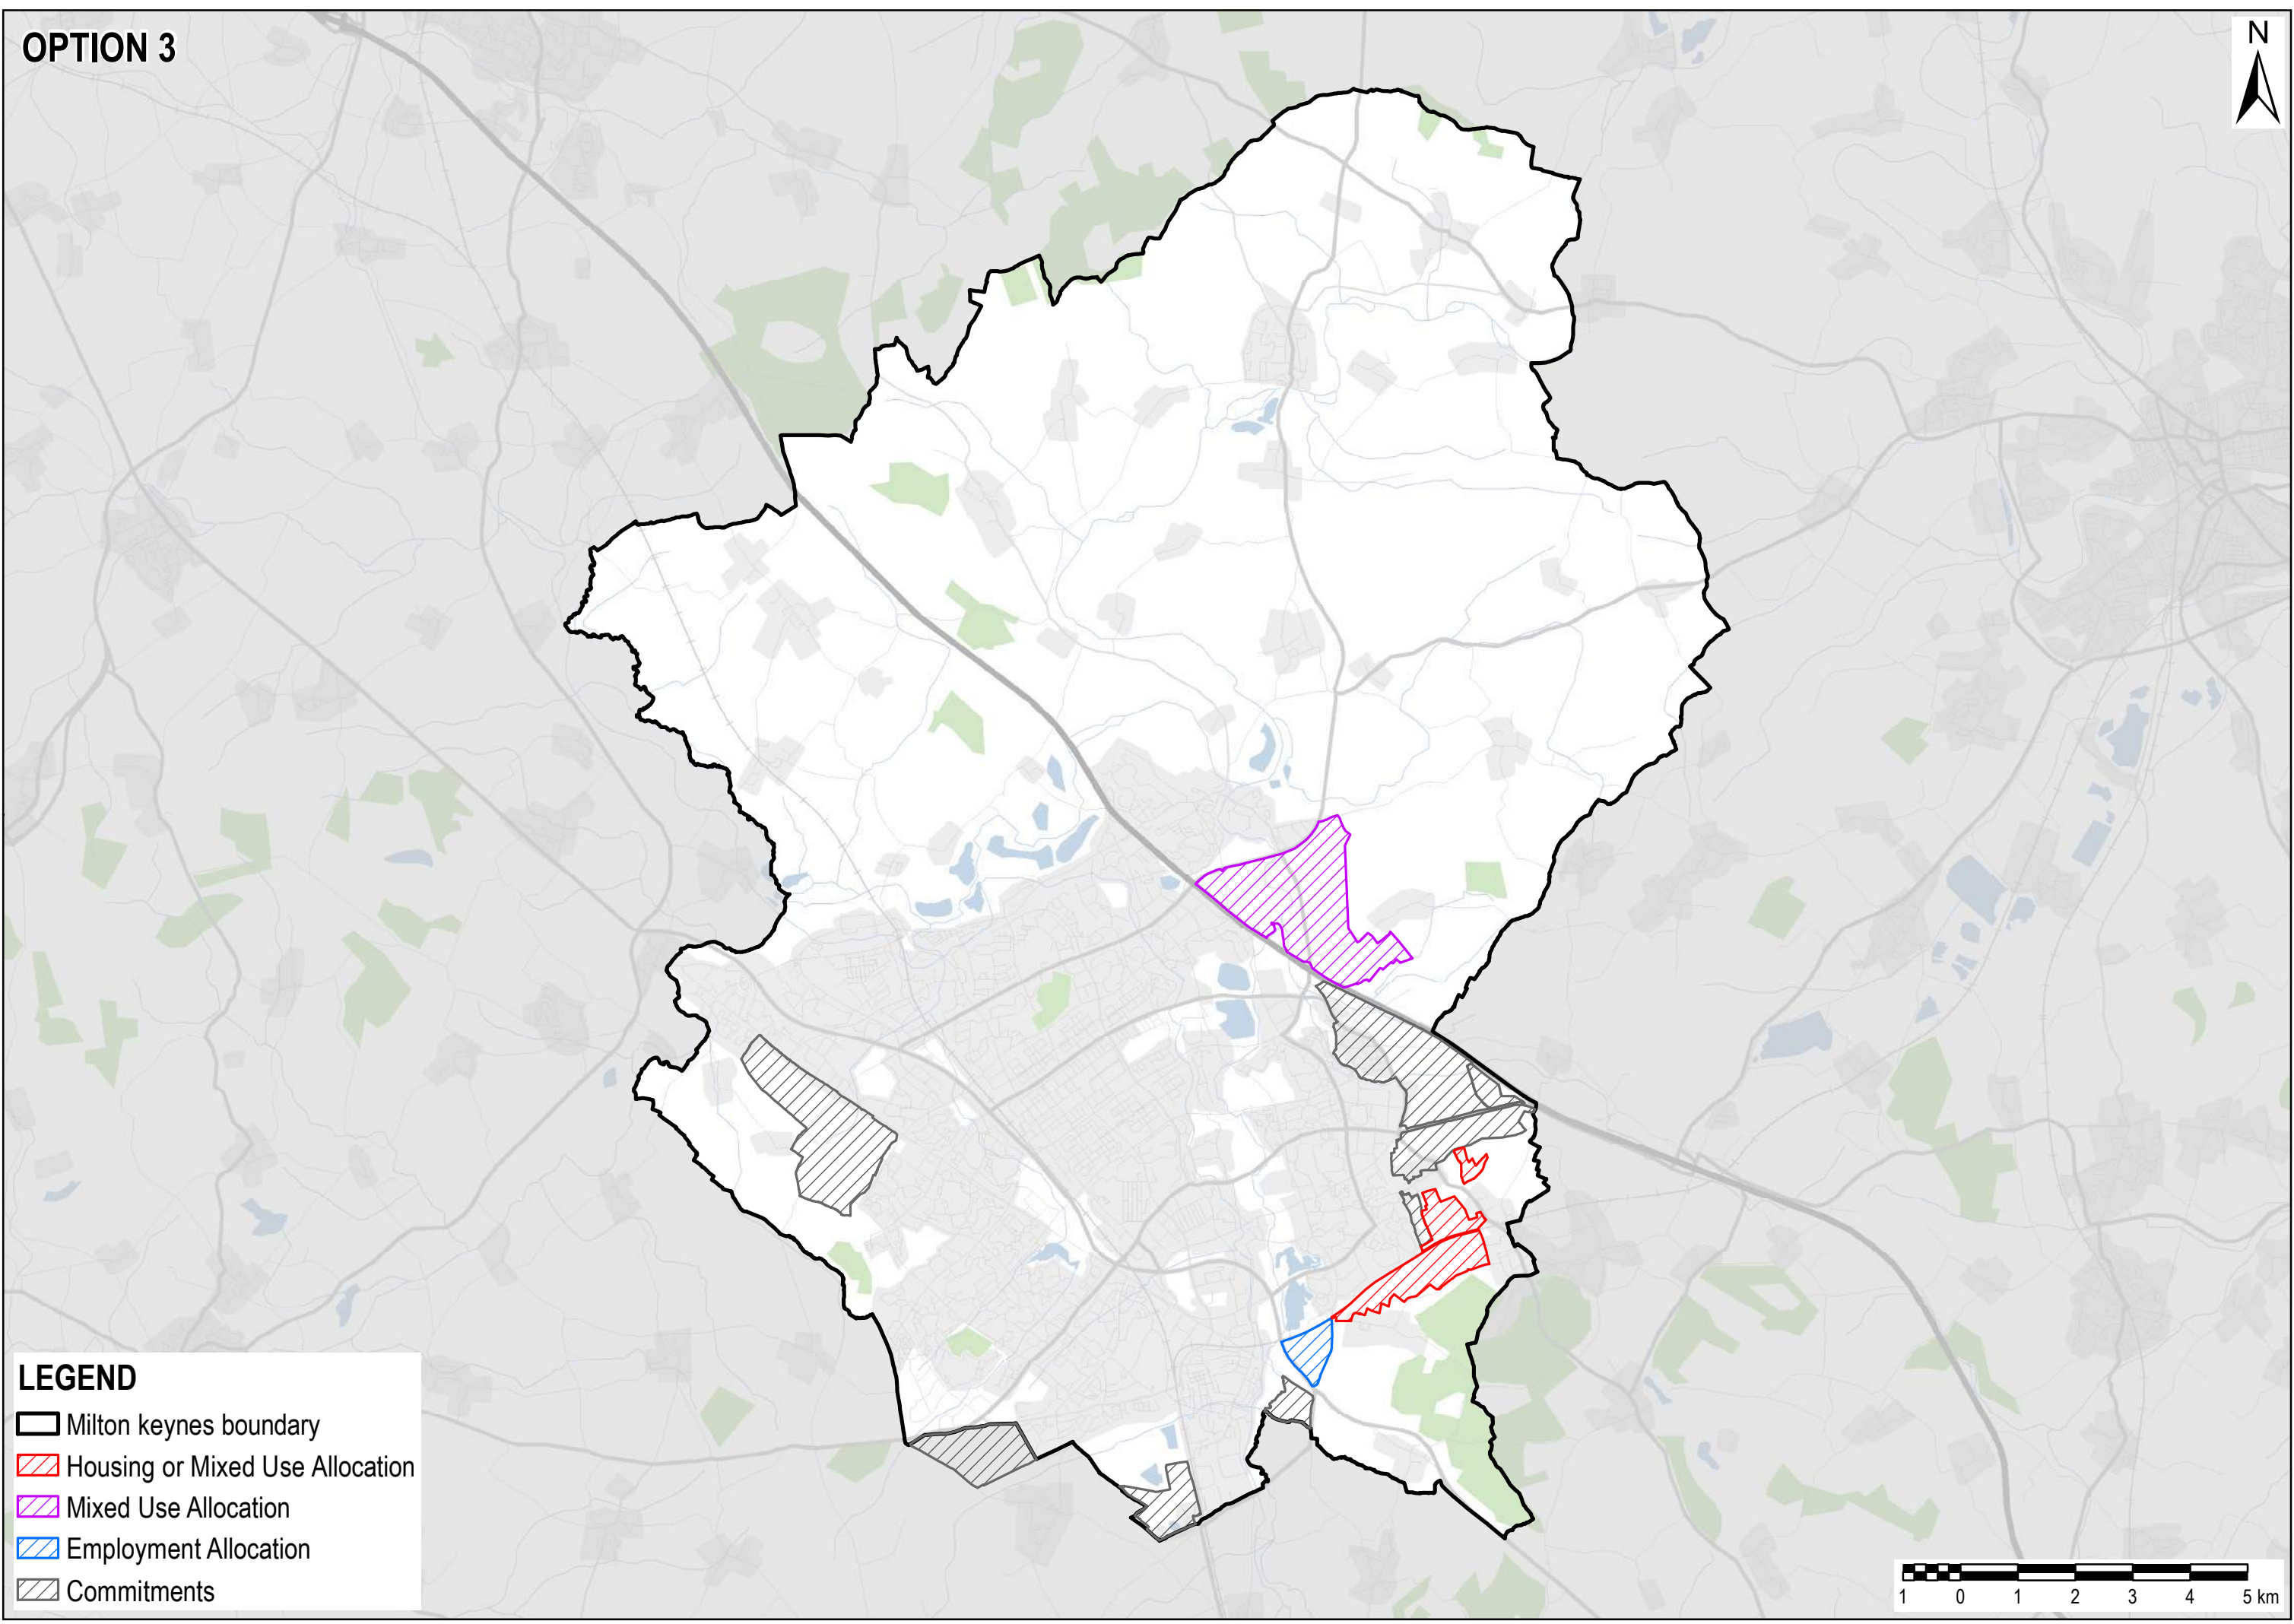 OPTION 3
N
LEGEND
Milton keynes boundary
Housing or Mixed Use Allocation
Mixed Use Allocation
Employment Allocation
Commitments
1 0 1 2 3 4 5 km